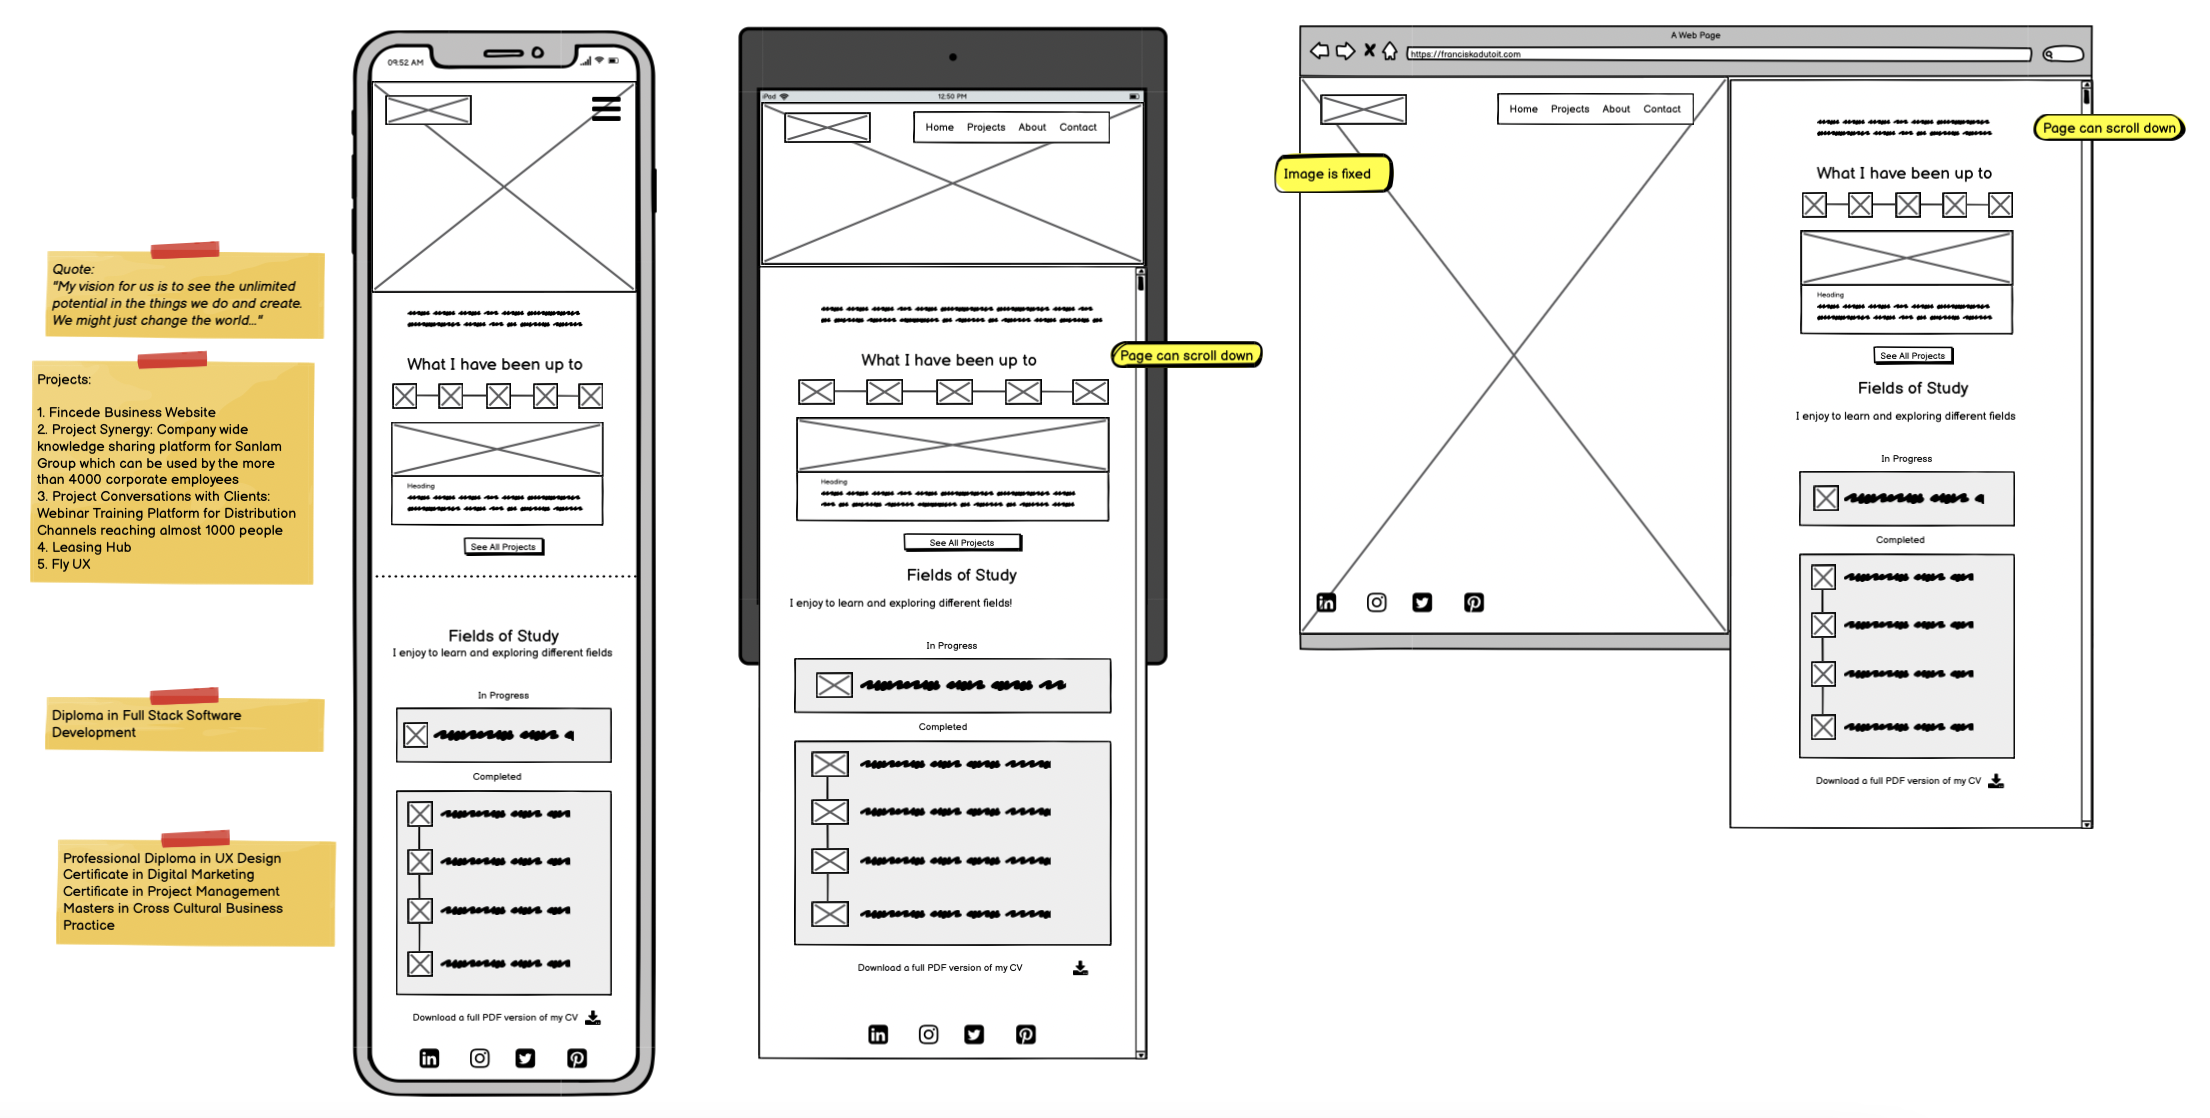 Quote:
"My vision for us is to see the unlimited
potential in the things we do and create.
We might just change the world..."
Projects:
1. Fincede Business Website
2. Project Synergy: Company wide
knowledge sharing platform for Sanlam
Group which can be used by the more
than 4000 corporate employees
3. Project Conversations with Clients:
Webinar Training Platform for Distribution
Channels reaching almost 1000 people
4. Leasing Hub
5. Fly UX
Diploma in Full Stack Software
Development
Professional Diploma in UX Design
Certificate in Digital Marketing
Certificate in Project Management
Masters in Cross Cultural Business
Practice
09:52 AM
What I have been up to
Heading
See All Projects
Fields of Study
I enjoy to learn and exploring different fields
In Progress
Completed
Download a full PDF version of my CV
iPod
12:50 PM
Home Projects About Contact
Page can scroll down
What I have been up to
Heading
See All Projects
Fields of Study
I enjoy to learn and exploring different fields!
In Progress
Completed
Download a full PDF version of my CV
A Web Page
https://franciskadutoit.com
Home Projects About Contact
Image is fixed
Page can scroll down
What I have been up to
Heading
See All Projects
Fields of Study
I enjoy to learn and exploring different fields
In Progress
Completed
Download a full PDF version of my CV